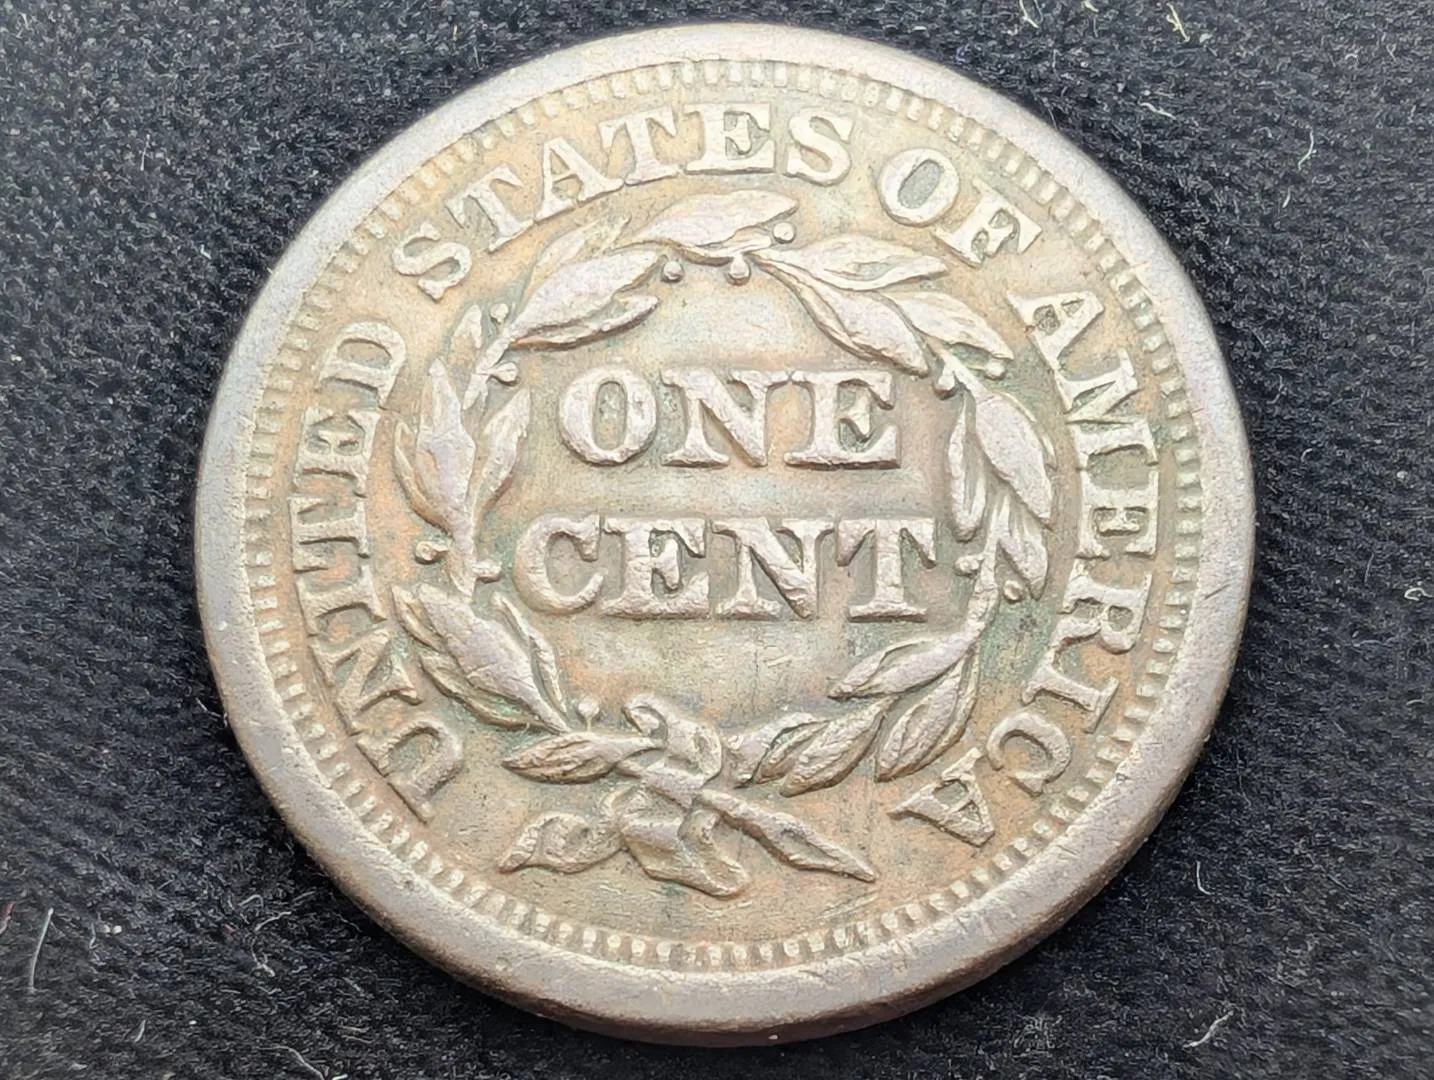 UNITED STATES OF AMERICA
ONE
CENT